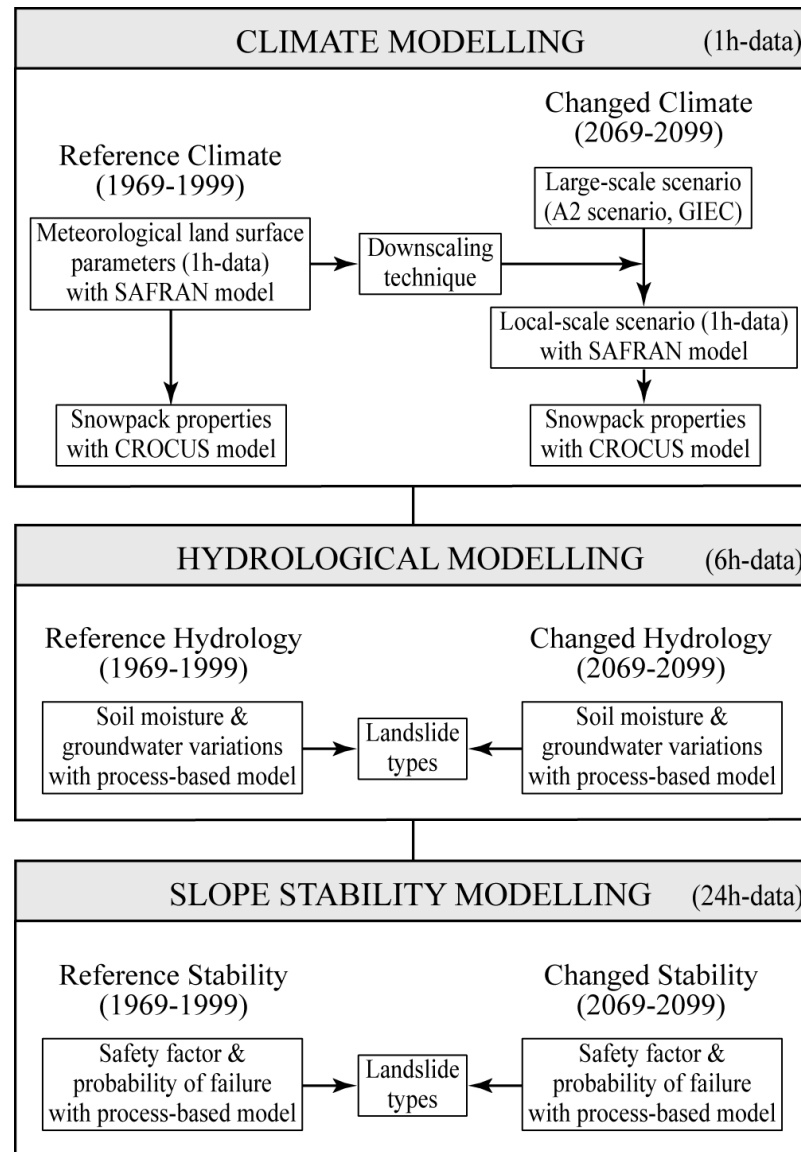 CLIMATE MODELLING (1h-data)
Reference Climate
(1969-1999)
Changed Climate
(2069-2099)
Meteorological land surface
parameters (1h-data)
with SAFRAN model
Downscaling
technique
Large-scale scenario
(A2 scenario, GIEC)
Local-scale scenario (1h-data)
with SAFRAN model
Snowpack properties
with CROCUS model
Snowpack properties
with CROCUS model
HYDROLOGICAL MODELLING (6h-data)
Reference Hydrology
(1969-1999)
Changed Hydrology
(2069-2099)
Soil moisture &
groundwater variations
with process-based model
Landslide
types
Soil moisture &
groundwater variations
with process-based model
SLOPE STABILITY MODELLING (24h-data)
Reference Stability
(1969-1999)
Changed Stability
(2069-2099)
Safety factor &
probability of failure
with process-based model
Landslide
types
Safety factor &
probability of failure
with process-based model